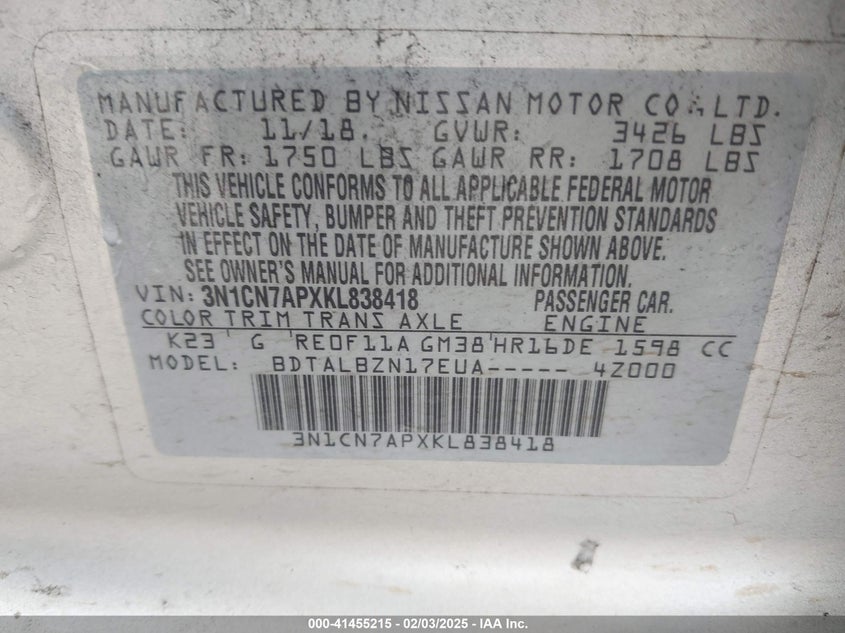 MANUFACTURED BY NISSAN MOTOR CO., LTD.
DATE: 11/18. GVWR: 3426 LBS
GAWR FR: 1750 LBS GAWR RR: 1708 LBS
THIS VEHICLE CONFORMS TO ALL APPLICABLE FEDERAL MOTOR
VEHICLE SAFETY, BUMPER AND THEFT PREVENTION STANDARDS
IN EFFECT ON THE DATE OF MANUFACTURE SHOWN ABOVE.
SEE OWNER'S MANUAL FOR ADDITIONAL INFORMATION.
VIN: 3N1CN7APXKL838418 PASSENGER CAR.
COLOR TRIM TRANS AXLE ENGINE
K23 G RE0F11A GM38 HR16DE 1598 CC
MODEL: BDTALBZN17EUA----- 4Z000
3N1CN7APXKL838418
000-41455215 - 02/03/2025 - IAA Inc.